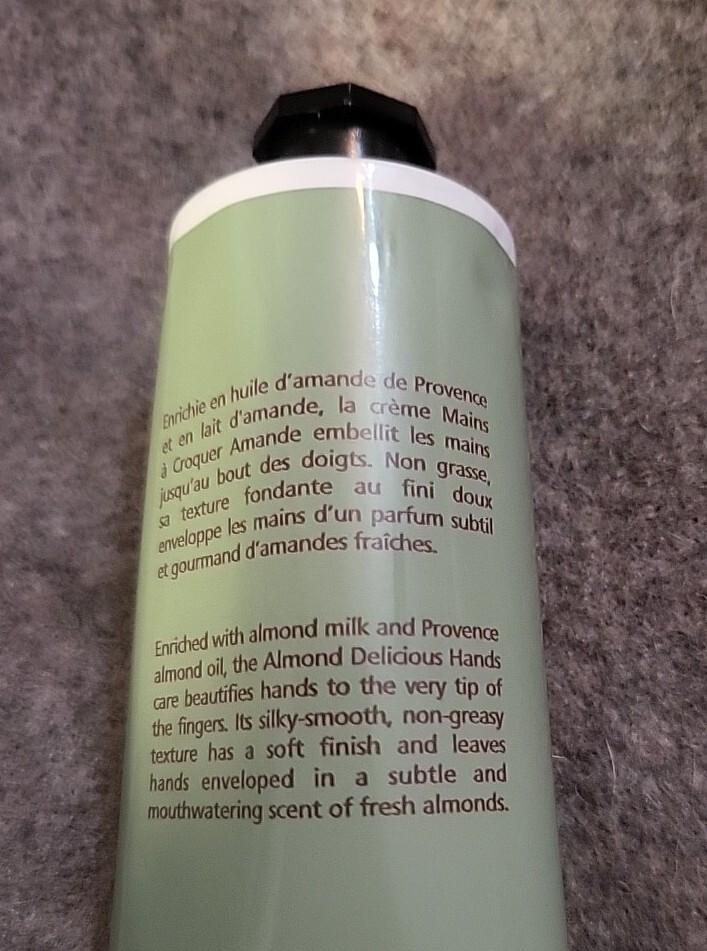 Enrichie en huile d'amande de Provence
et en lait d'amande, la crème Mains
à Croquer Amande embellit les mains
jusqu'au bout des doigts. Non grasse,
sa texture fondante au fini doux
enveloppe les mains d'un parfum subtil
et gourmand d'amandes fraîches.
Enriched with almond milk and Provence
almond oil, the Almond Delicious Hands
care beautifies hands to the very tip of
the fingers. Its silky-smooth, non-greasy
texture has a soft finish and leaves
hands enveloped in a subtle and
mouthwatering scent of fresh almonds.